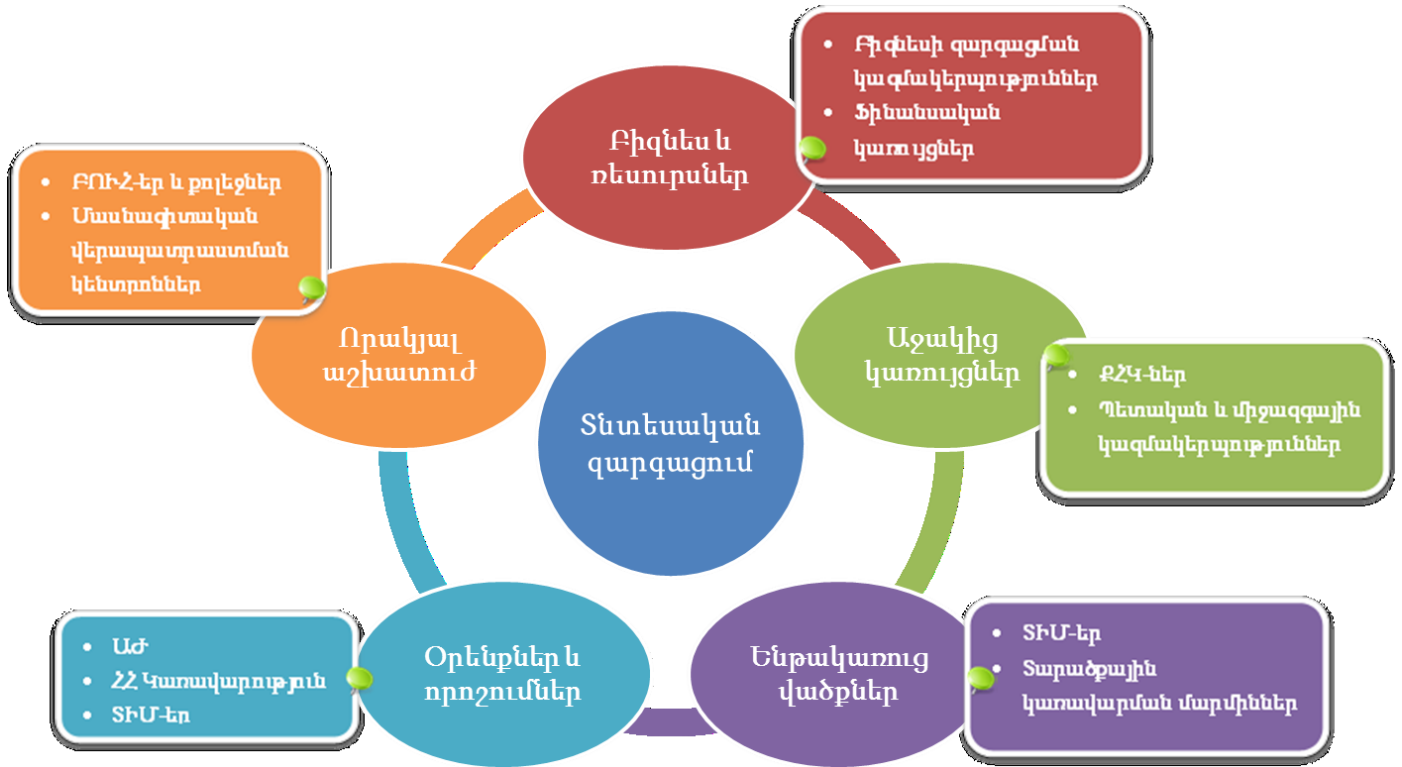 Բիզնեսի զարգացման
կազմակերպություններ
Ֆինանսական
կառույցներ
Բիզնես և
ռեսուրսներ
ԲՈՒՀ-եր և քոլեջներ
Մասնագիտական
վերապատրաստման
կենտրոններ
Որակյալ
աշխատուժ
Աջակից
կառույցներ
ՔՀԿ-ներ
Պետական և միջազգային
կազմակերպություններ
Տնտեսական
զարգացում
ԱԺ
ՀՀ Կառավարություն
ՏԻՄ-եր
Օրենքներ և
որոշումներ
Ենթակառուց
վածքներ
ՏԻՄ-եր
Տարածքային
կառավարման մարմիններ